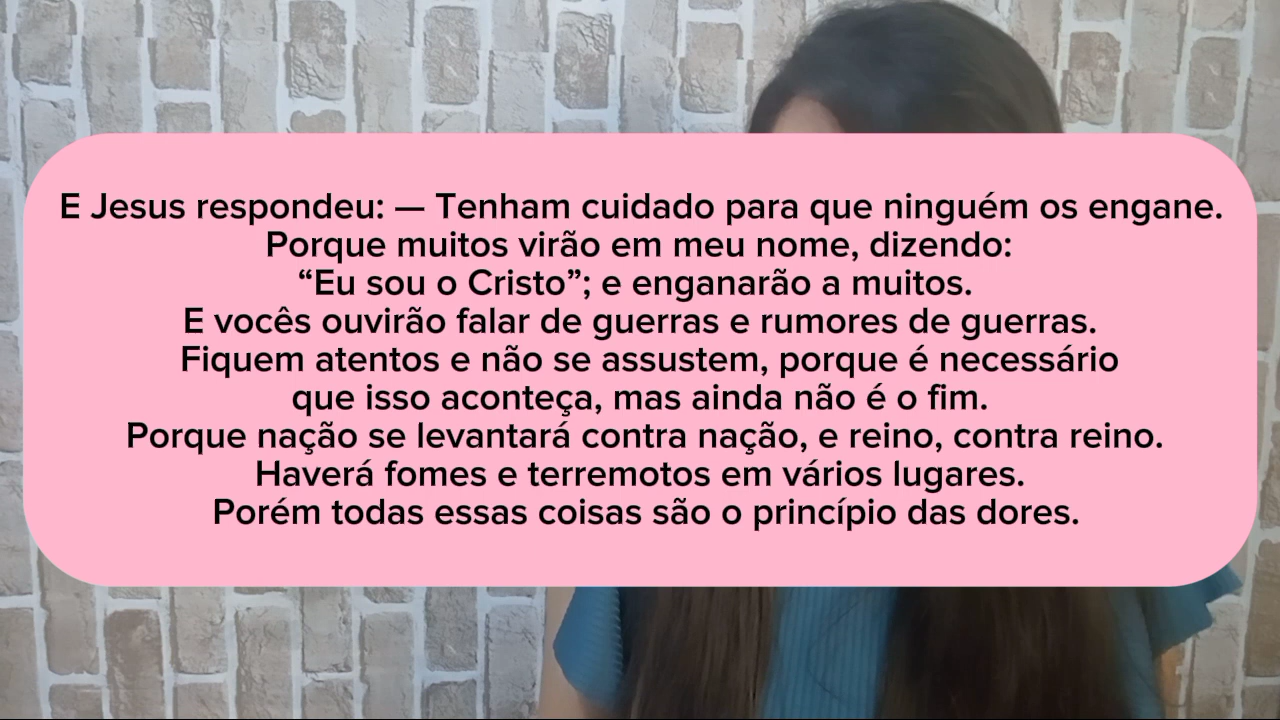 E Jesus respondeu: — Tenham cuidado para que ninguém os engane.
Porque muitos virão em meu nome, dizendo:
“Eu sou o Cristo”; e enganarão a muitos.
E vocês ouvirão falar de guerras e rumores de guerras.
Fiquem atentos e não se assustem, porque é necessário
que isso aconteça, mas ainda não é o fim.
Porque nação se levantará contra nação, e reino, contra reino.
Haverá fomes e terremotos em vários lugares.
Porém todas essas coisas são o princípio das dores.